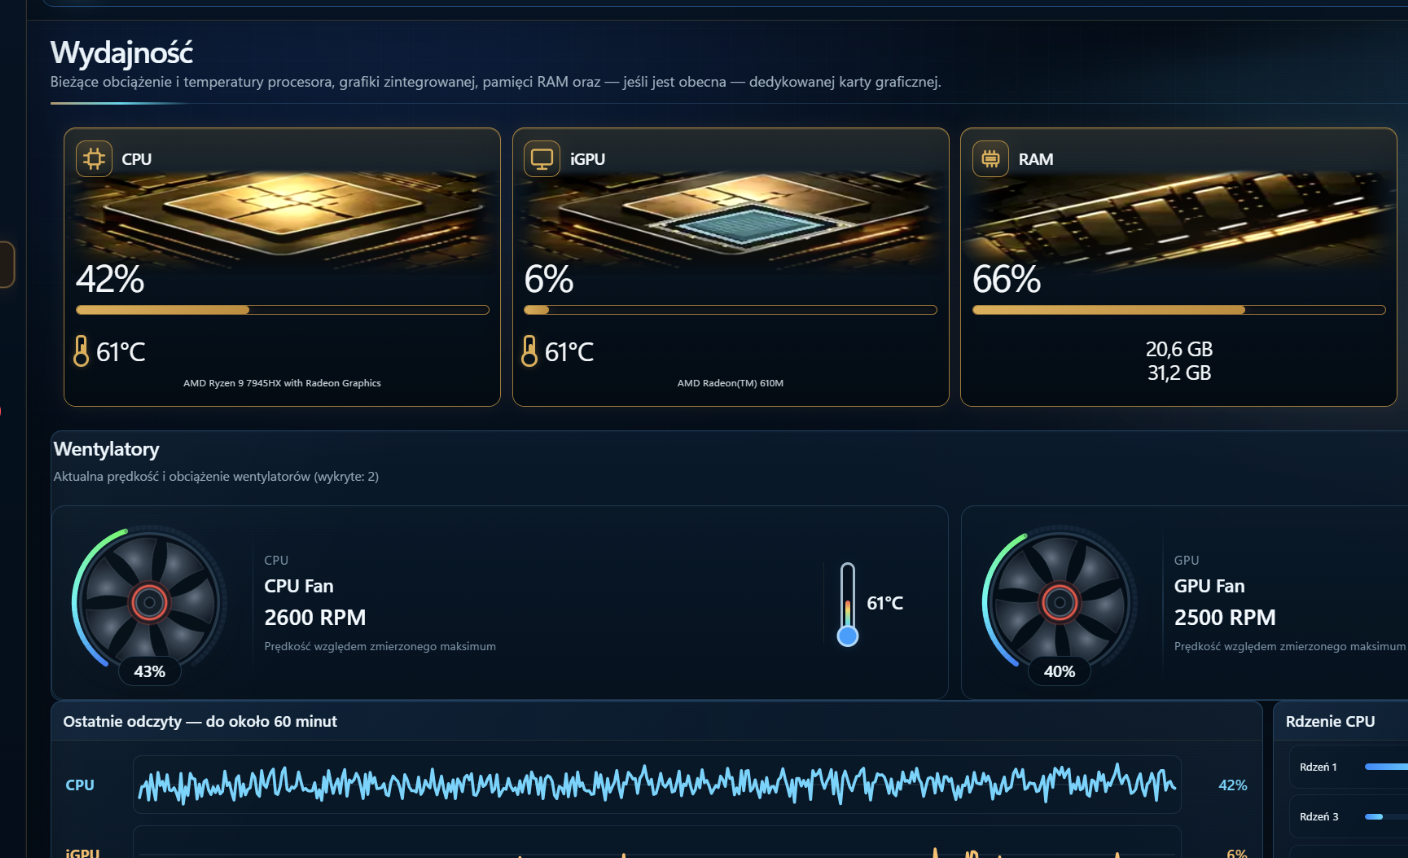 Wydajność
Bieżące obciążenie i temperatury procesora, grafiki zintegrowanej, pamięci RAM oraz — jeśli jest obecna — dedykowanej karty graficznej.
CPU
42%
61°C
AMD Ryzen 9 7945HX with Radeon Graphics
iGPU
6%
61°C
AMD Radeon(TM) 610M
RAM
66%
20,6 GB
31,2 GB
Wentylatory
Aktualna prędkość i obciążenie wentylatorów (wykryte: 2)
43%
CPU
CPU Fan
2600 RPM
Prędkość względem zmierzonego maksimum
61°C
40%
GPU
GPU Fan
2500 RPM
Prędkość względem zmierzonego maksimum
Ostatnie odczyty — do około 60 minut
CPU
42%
iGPU
6%
Rdzenie CPU
Rdzeń 1
Rdzeń 3